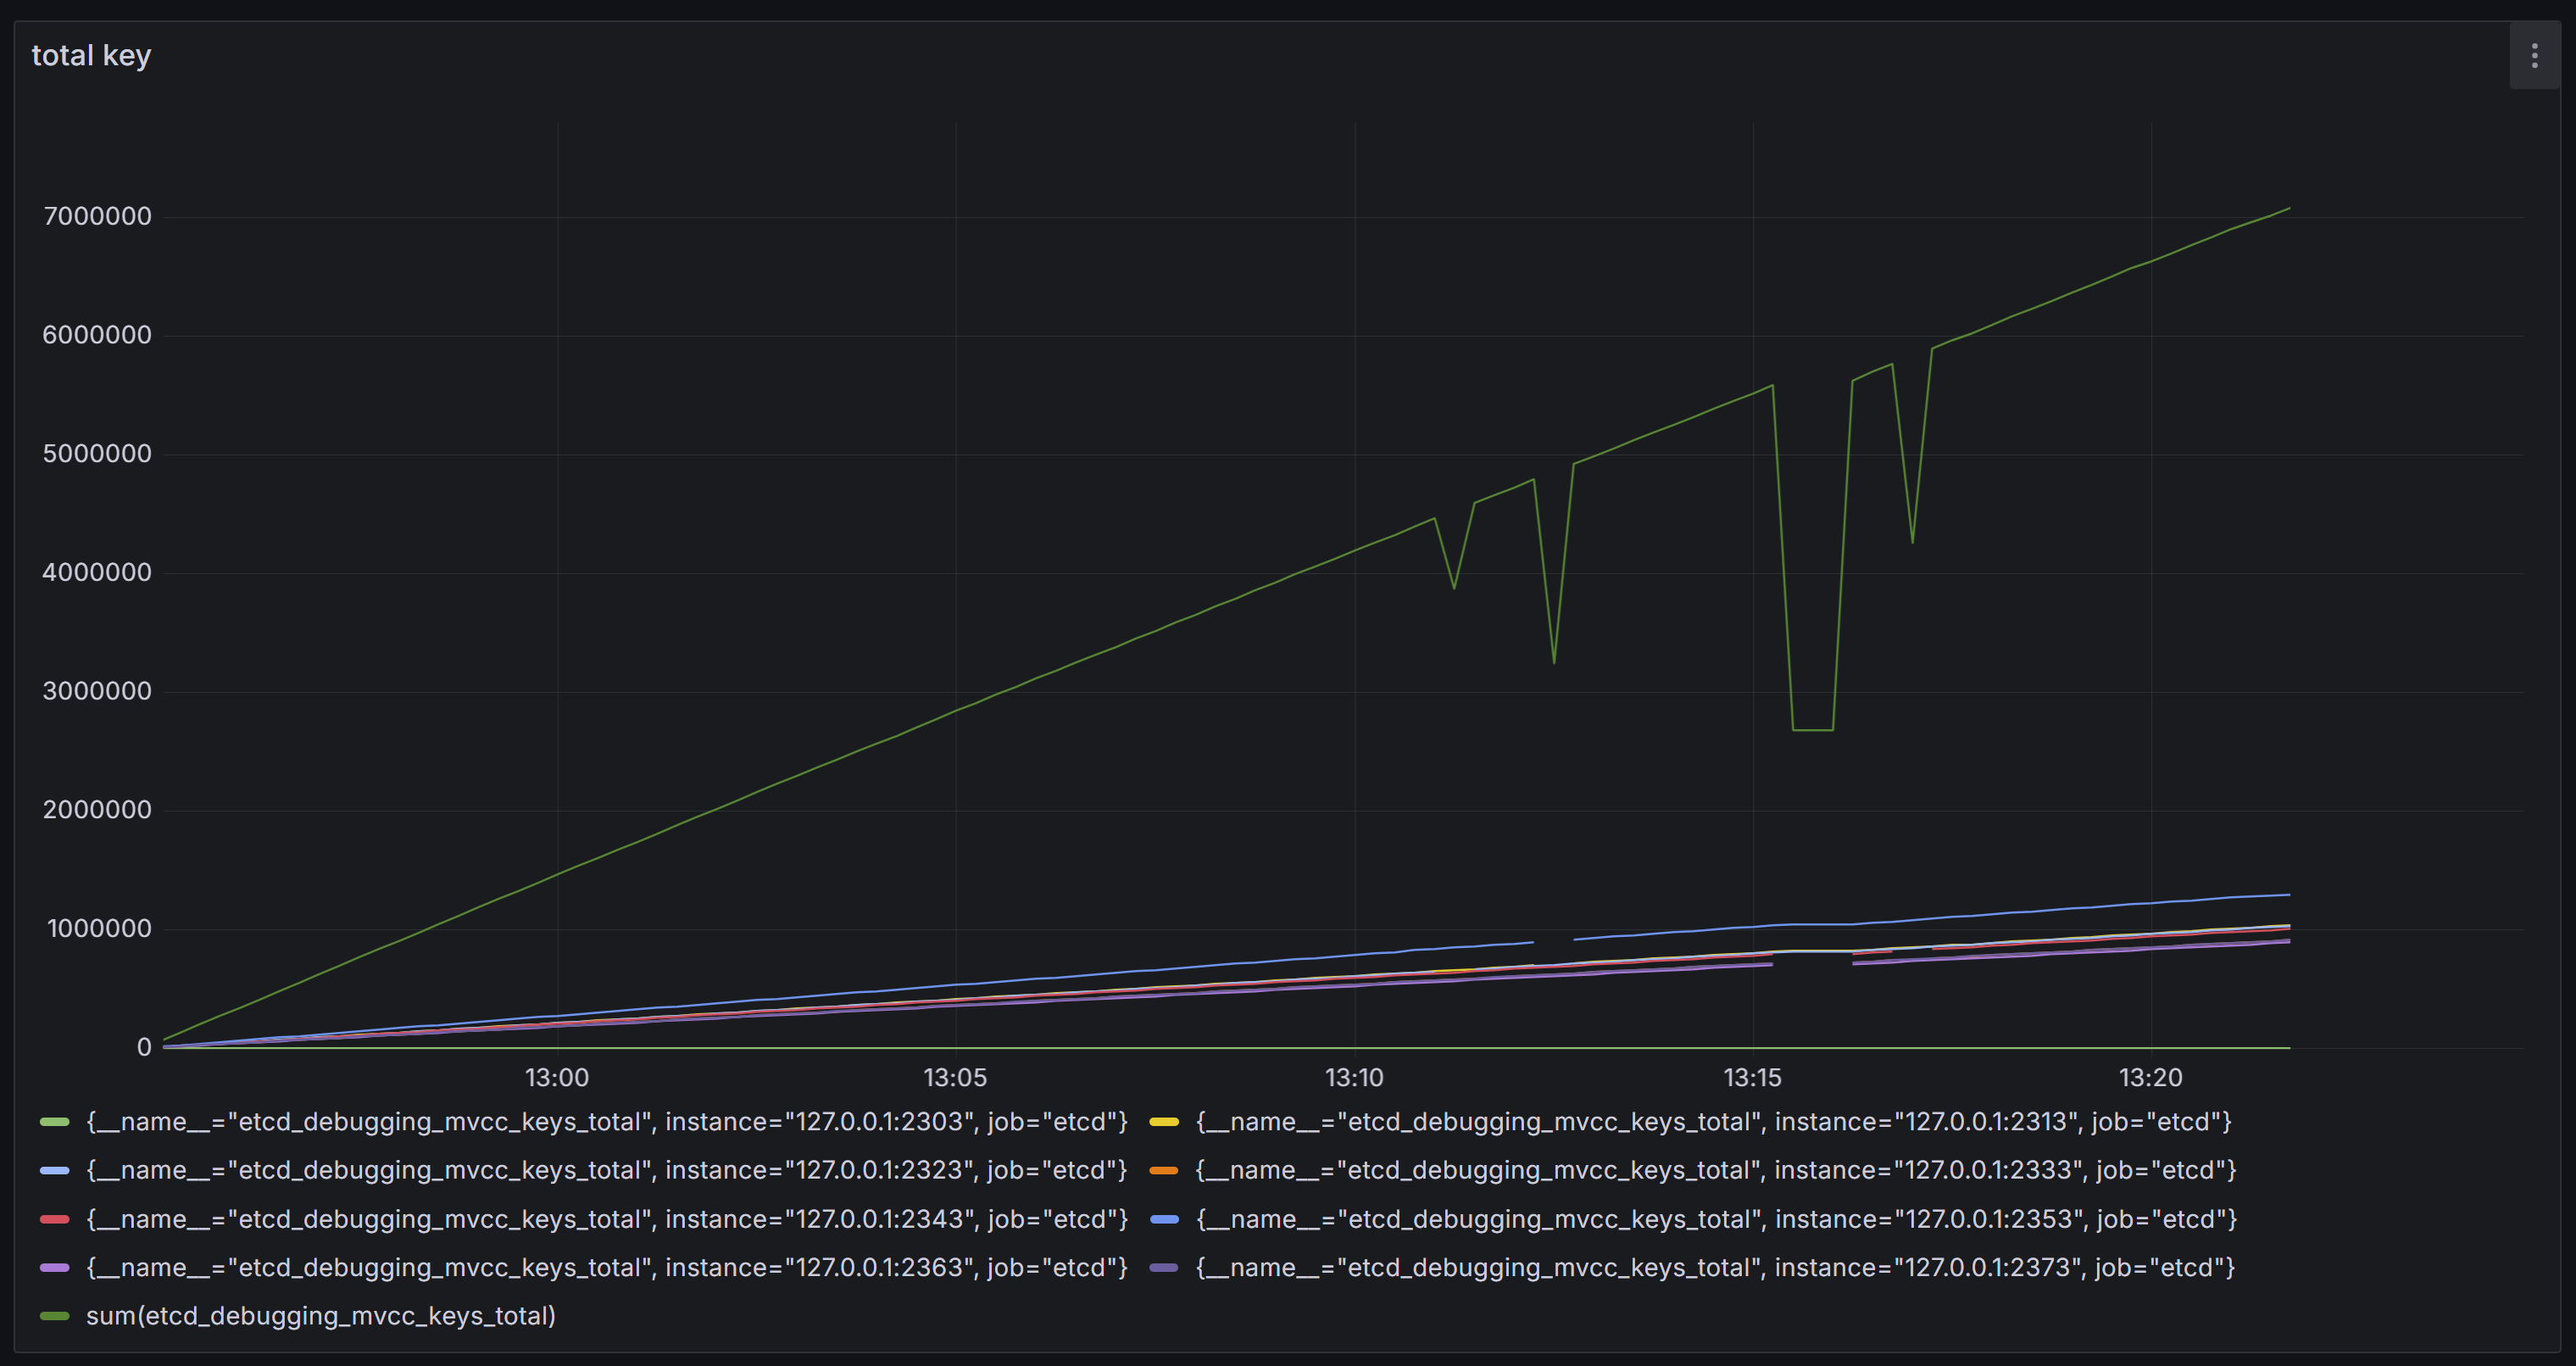 total key
7000000
6000000
5000000
4000000
3000000
2000000
1000000
0
13:00 13:05 13:10 13:15 13:20
{__name__="etcd_debugging_mvcc_keys_total", instance="127.0.0.1:2303", job="etcd"} {__name__="etcd_debugging_mvcc_keys_total", instance="127.0.0.1:2313", job="etcd"}
{__name__="etcd_debugging_mvcc_keys_total", instance="127.0.0.1:2323", job="etcd"} {__name__="etcd_debugging_mvcc_keys_total", instance="127.0.0.1:2333", job="etcd"}
{__name__="etcd_debugging_mvcc_keys_total", instance="127.0.0.1:2343", job="etcd"} {__name__="etcd_debugging_mvcc_keys_total", instance="127.0.0.1:2353", job="etcd"}
{__name__="etcd_debugging_mvcc_keys_total", instance="127.0.0.1:2363", job="etcd"} {__name__="etcd_debugging_mvcc_keys_total", instance="127.0.0.1:2373", job="etcd"}
sum(etcd_debugging_mvcc_keys_total)